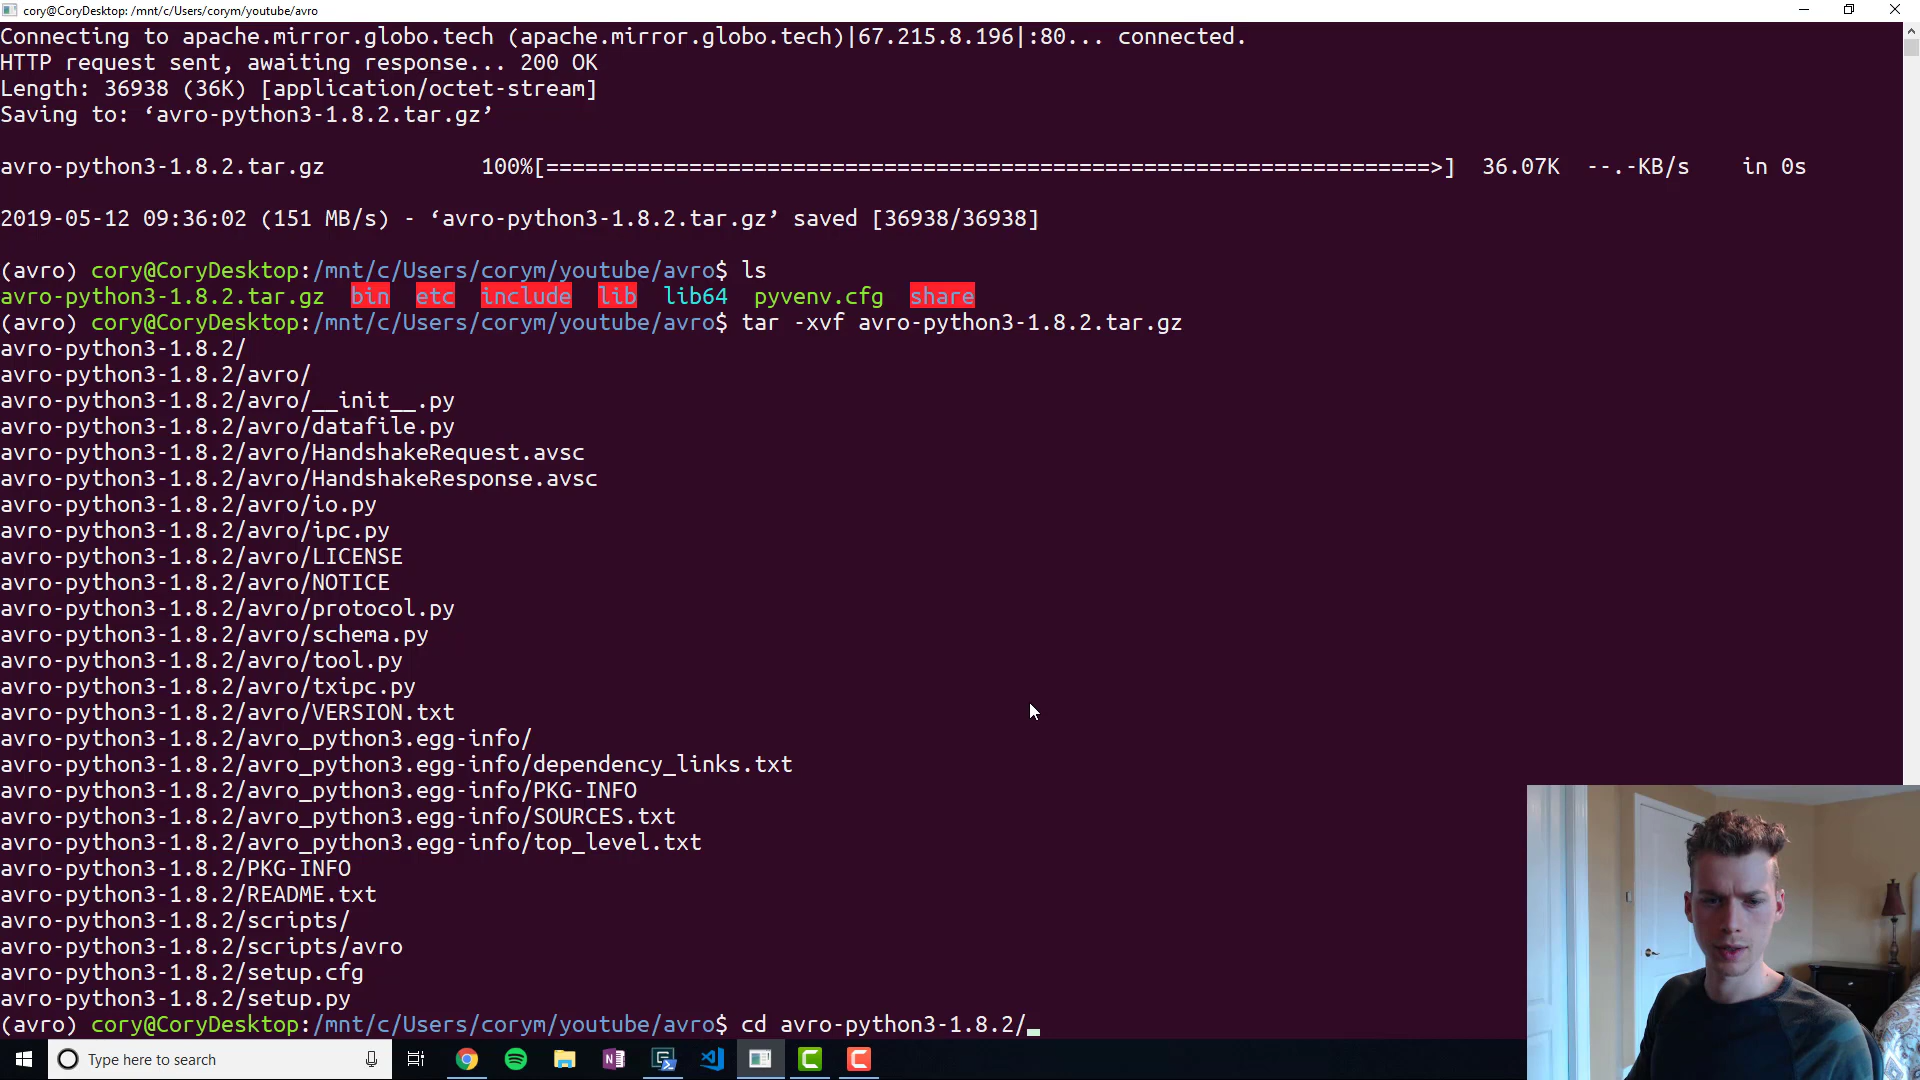 cory@CoryDesktop: /mnt/c/Users/corym/youtube/avro
Connecting to apache.mirror.globo.tech (apache.mirror.globo.tech)|67.215.8.196|:80... connected.
HTTP request sent, awaiting response... 200 OK
Length: 36938 (36K) [application/octet-stream]
Saving to: ‘avro-python3-1.8.2.tar.gz’
avro-python3-1.8.2.tar.gz 100%[====================================================================>] 36.07K --.-KB/s in 0s
2019-05-12 09:36:02 (151 MB/s) - ‘avro-python3-1.8.2.tar.gz’ saved [36938/36938]
(avro) cory@CoryDesktop:/mnt/c/Users/corym/youtube/avro$ ls
avro-python3-1.8.2.tar.gz bin etc include lib lib64 pyvenv.cfg share
(avro) cory@CoryDesktop:/mnt/c/Users/corym/youtube/avro$ tar -xvf avro-python3-1.8.2.tar.gz
avro-python3-1.8.2/
avro-python3-1.8.2/avro/
avro-python3-1.8.2/avro/__init__.py
avro-python3-1.8.2/avro/datafile.py
avro-python3-1.8.2/avro/HandshakeRequest.avsc
avro-python3-1.8.2/avro/HandshakeResponse.avsc
avro-python3-1.8.2/avro/io.py
avro-python3-1.8.2/avro/ipc.py
avro-python3-1.8.2/avro/LICENSE
avro-python3-1.8.2/avro/NOTICE
avro-python3-1.8.2/avro/protocol.py
avro-python3-1.8.2/avro/schema.py
avro-python3-1.8.2/avro/tool.py
avro-python3-1.8.2/avro/txipc.py
avro-python3-1.8.2/avro/VERSION.txt
avro-python3-1.8.2/avro_python3.egg-info/
avro-python3-1.8.2/avro_python3.egg-info/dependency_links.txt
avro-python3-1.8.2/avro_python3.egg-info/PKG-INFO
avro-python3-1.8.2/avro_python3.egg-info/SOURCES.txt
avro-python3-1.8.2/avro_python3.egg-info/top_level.txt
avro-python3-1.8.2/PKG-INFO
avro-python3-1.8.2/README.txt
avro-python3-1.8.2/scripts/
avro-python3-1.8.2/scripts/avro
avro-python3-1.8.2/setup.cfg
avro-python3-1.8.2/setup.py
(avro) cory@CoryDesktop:/mnt/c/Users/corym/youtube/avro$ cd avro-python3-1.8.2/
Type here to search